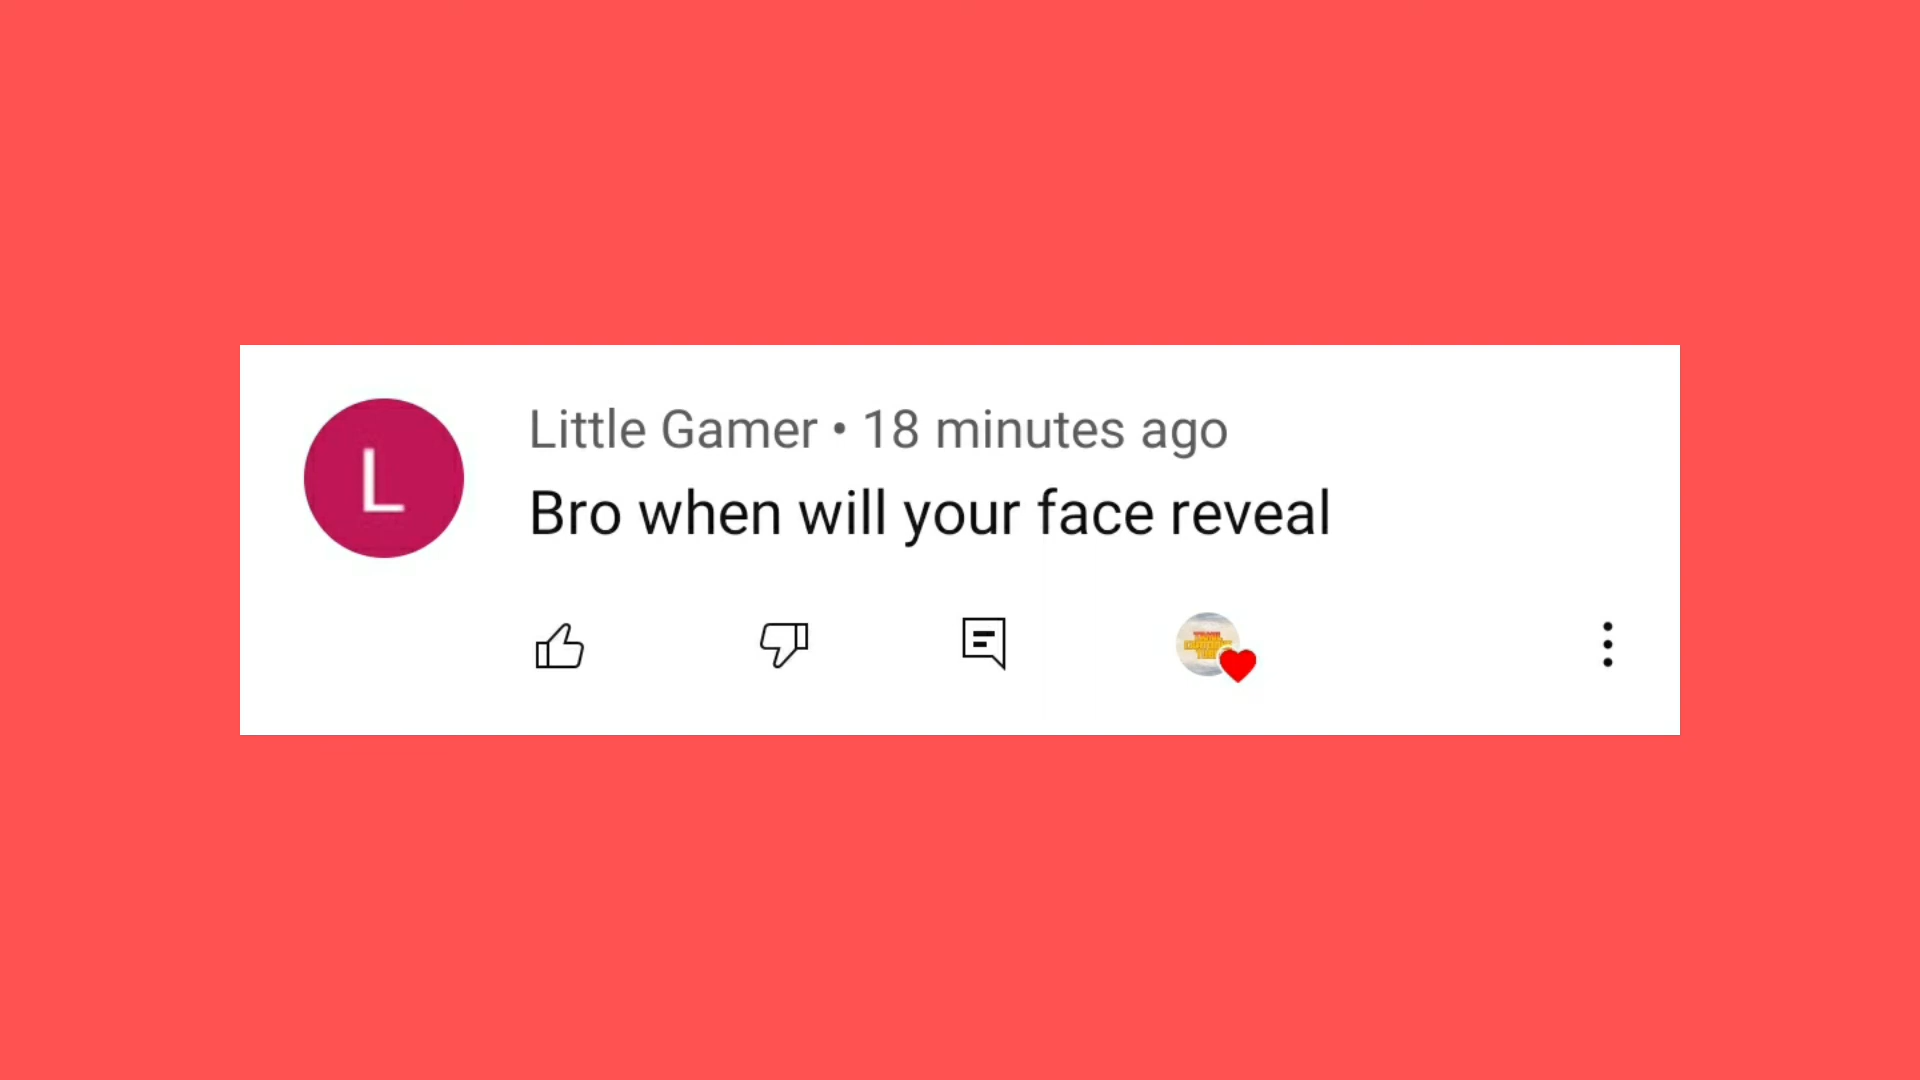 L
Little Gamer • 18 minutes ago
Bro when will your face reveal